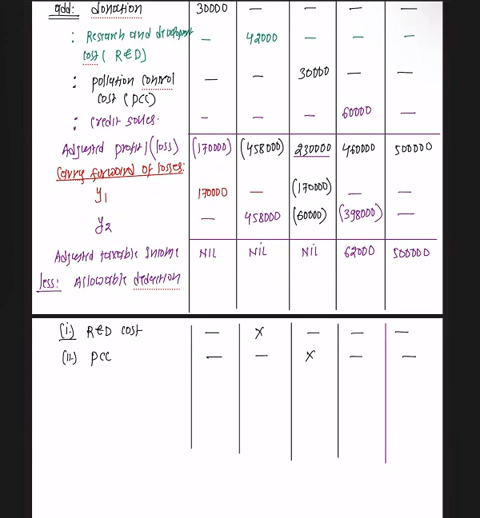 add: donation 30000 — — — —
: Research and development cost ( R&D) — 42000 — — —
: pollution control cost (PCC) — — 30000 — —
: credit sales. — — — 60000 —
Adjusted profit/(loss) (170000) (458000) 230000 460000 500000
Carry forward of losses:
Y1 170000 — (170000) — —
Y2 — 458000 (60000) (398000) —
Adjusted taxable Income NIL NIL NIL 62000 500000
less: Allowable deduction
(i.) R&D cost — x — — —
(ii.) PCC — — x — —